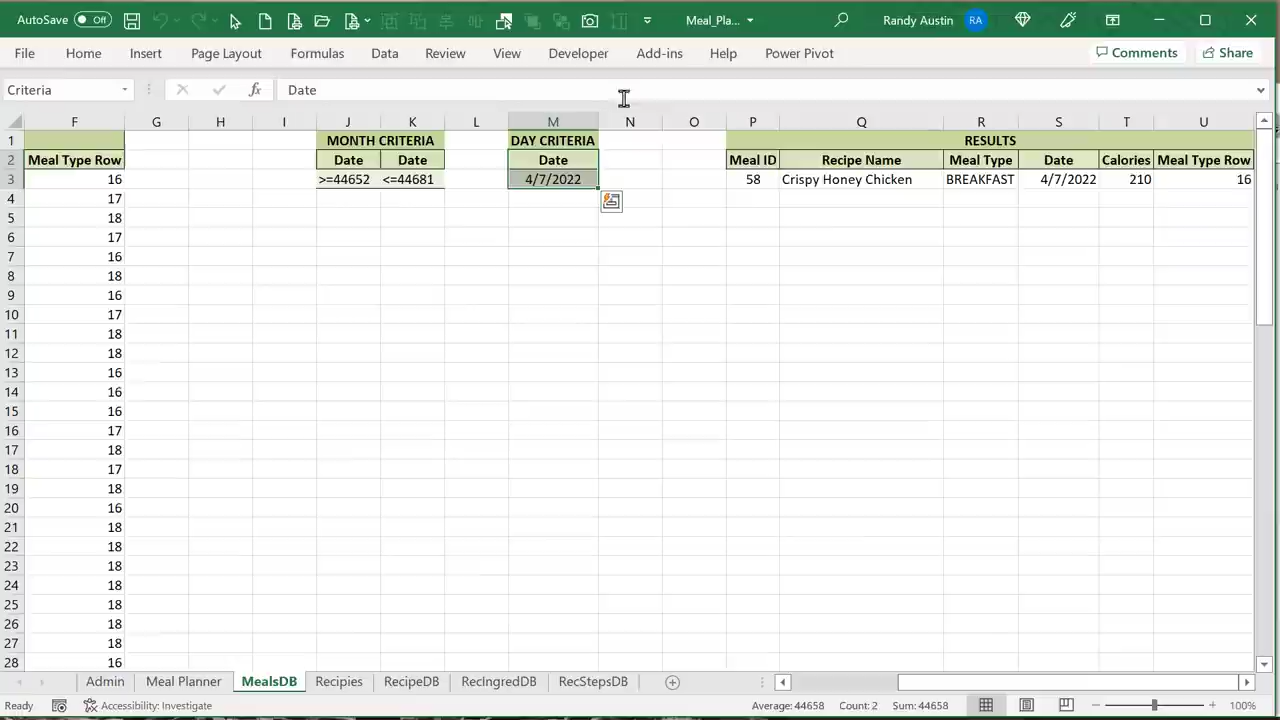 AutoSave Off Meal_Pla... Randy Austin RA
File Home Insert Page Layout Formulas Data Review View Developer Add-ins Help Power Pivot Comments Share
Criteria fx Date
F G H I J K L M N O P Q R S T U
1 MONTH CRITERIA DAY CRITERIA RESULTS
2 Meal Type Row Date Date Date Meal ID Recipe Name Meal Type Date Calories Meal Type Row
3 16 >=44652 <=44681 4/7/2022 58 Crispy Honey Chicken BREAKFAST 4/7/2022 210 16
4 17
5 18
6 17
7 16
8 18
9 16
10 17
11 18
12 18
13 16
14 16
15 16
16 17
17 18
18 17
19 18
20 16
21 18
22 18
23 18
24 18
25 18
26 18
27 18
28 16
Admin Meal Planner MealsDB Recipies RecipeDB RecIngredDB RecStepsDB
Ready Accessibility: Investigate Average: 44658 Count: 2 Sum: 44658 100%